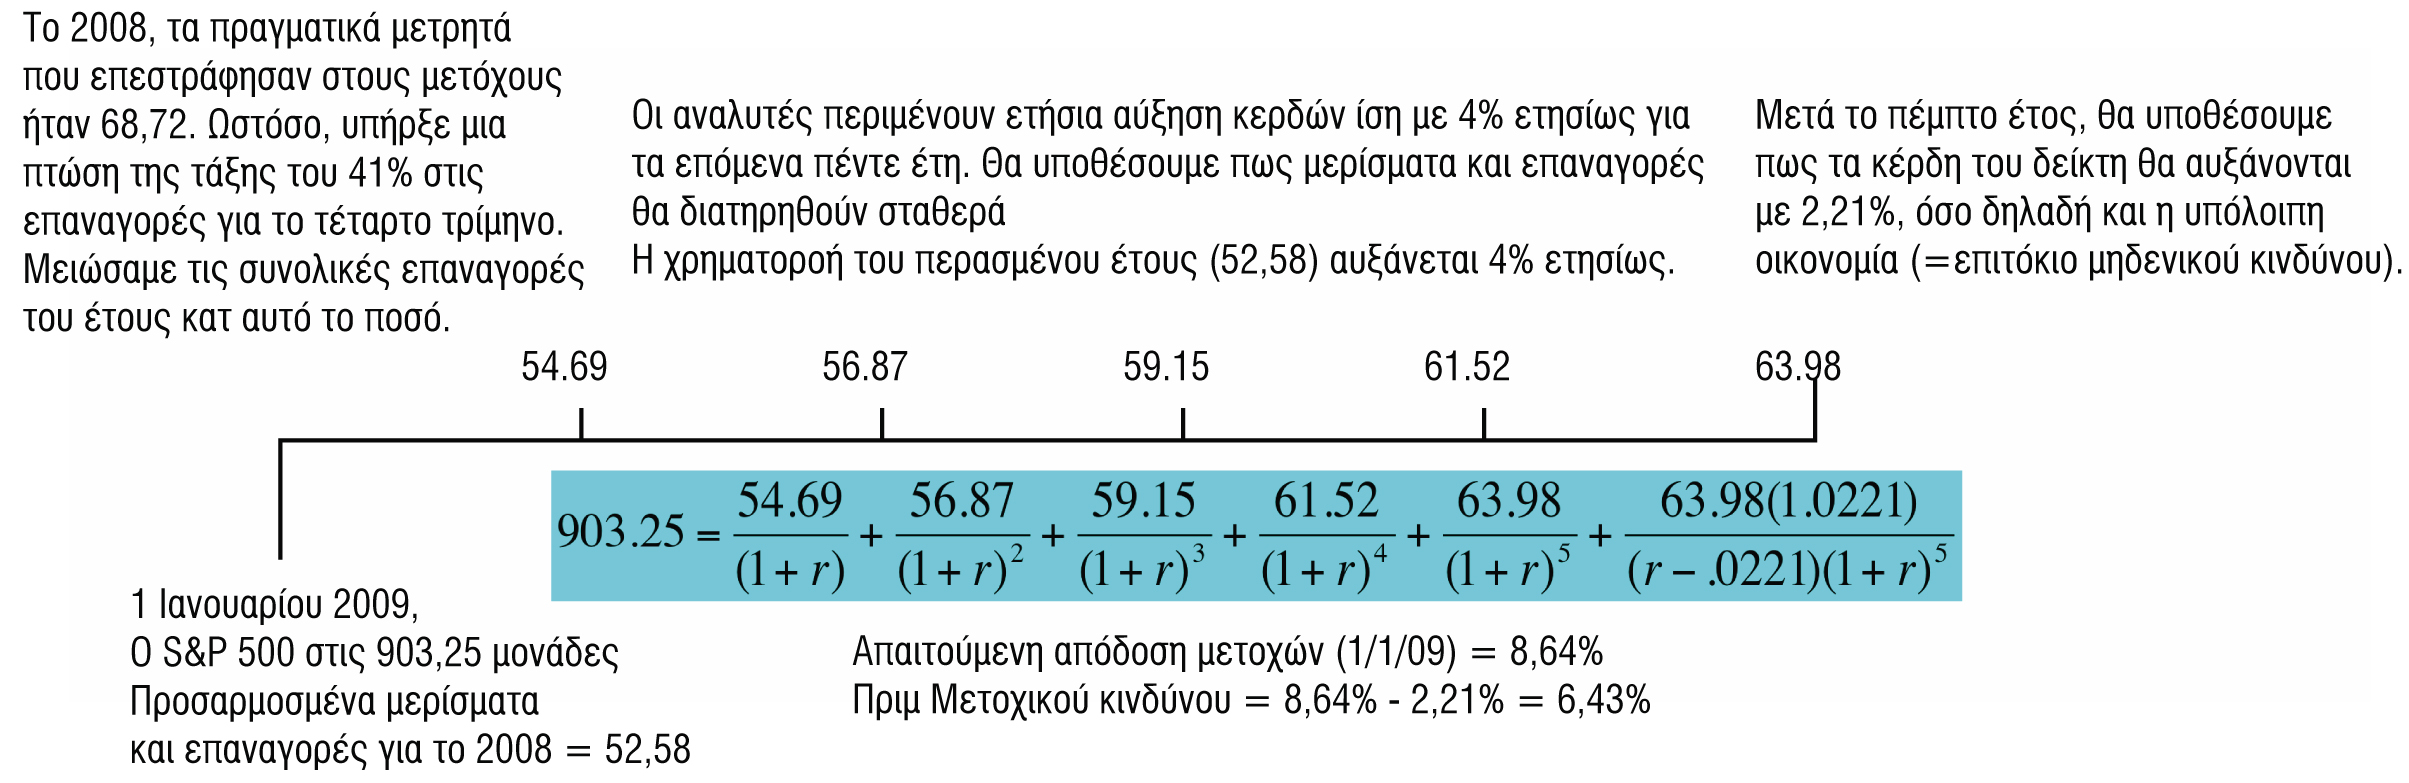 Το 2008, τα πραγματικά μετρητά
που επεστράφησαν στους μετόχους
ήταν 68,72. Ωστόσο, υπήρξε μια
πτώση της τάξης του 41% στις
επαναγορές για το τέταρτο τρίμηνο.
Μειώσαμε τις συνολικές επαναγορές
του έτους κατ αυτό το ποσό.
Οι αναλυτές περιμένουν ετήσια αύξηση κερδών ίση με 4% ετησίως για
τα επόμενα πέντε έτη. Θα υποθέσουμε πως μερίσματα και επαναγορές
θα διατηρηθούν σταθερά
Η χρηματοροή του περασμένου έτους (52,58) αυξάνεται 4% ετησίως.
Μετά το πέμπτο έτος, θα υποθέσουμε
πως τα κέρδη του δείκτη θα αυξάνονται
με 2,21%, όσο δηλαδή και η υπόλοιπη
οικονομία (=επιτόκιο μηδενικού κινδύνου).
54.69 56.87 59.15 61.52 63.98
903.25 = 54.69/(1+r) + 56.87/(1+r)^2 + 59.15/(1+r)^3 + 61.52/(1+r)^4 + 63.98/(1+r)^5 + 63.98(1.0221)/(r−.0221)(1+r)^5
1 Ιανουαρίου 2009,
Ο S&P 500 στις 903,25 μονάδες
Προσαρμοσμένα μερίσματα
και επαναγορές για το 2008 = 52,58
Απαιτούμενη απόδοση μετοχών (1/1/09) = 8,64%
Πριμ Μετοχικού κινδύνου = 8,64% - 2,21% = 6,43%